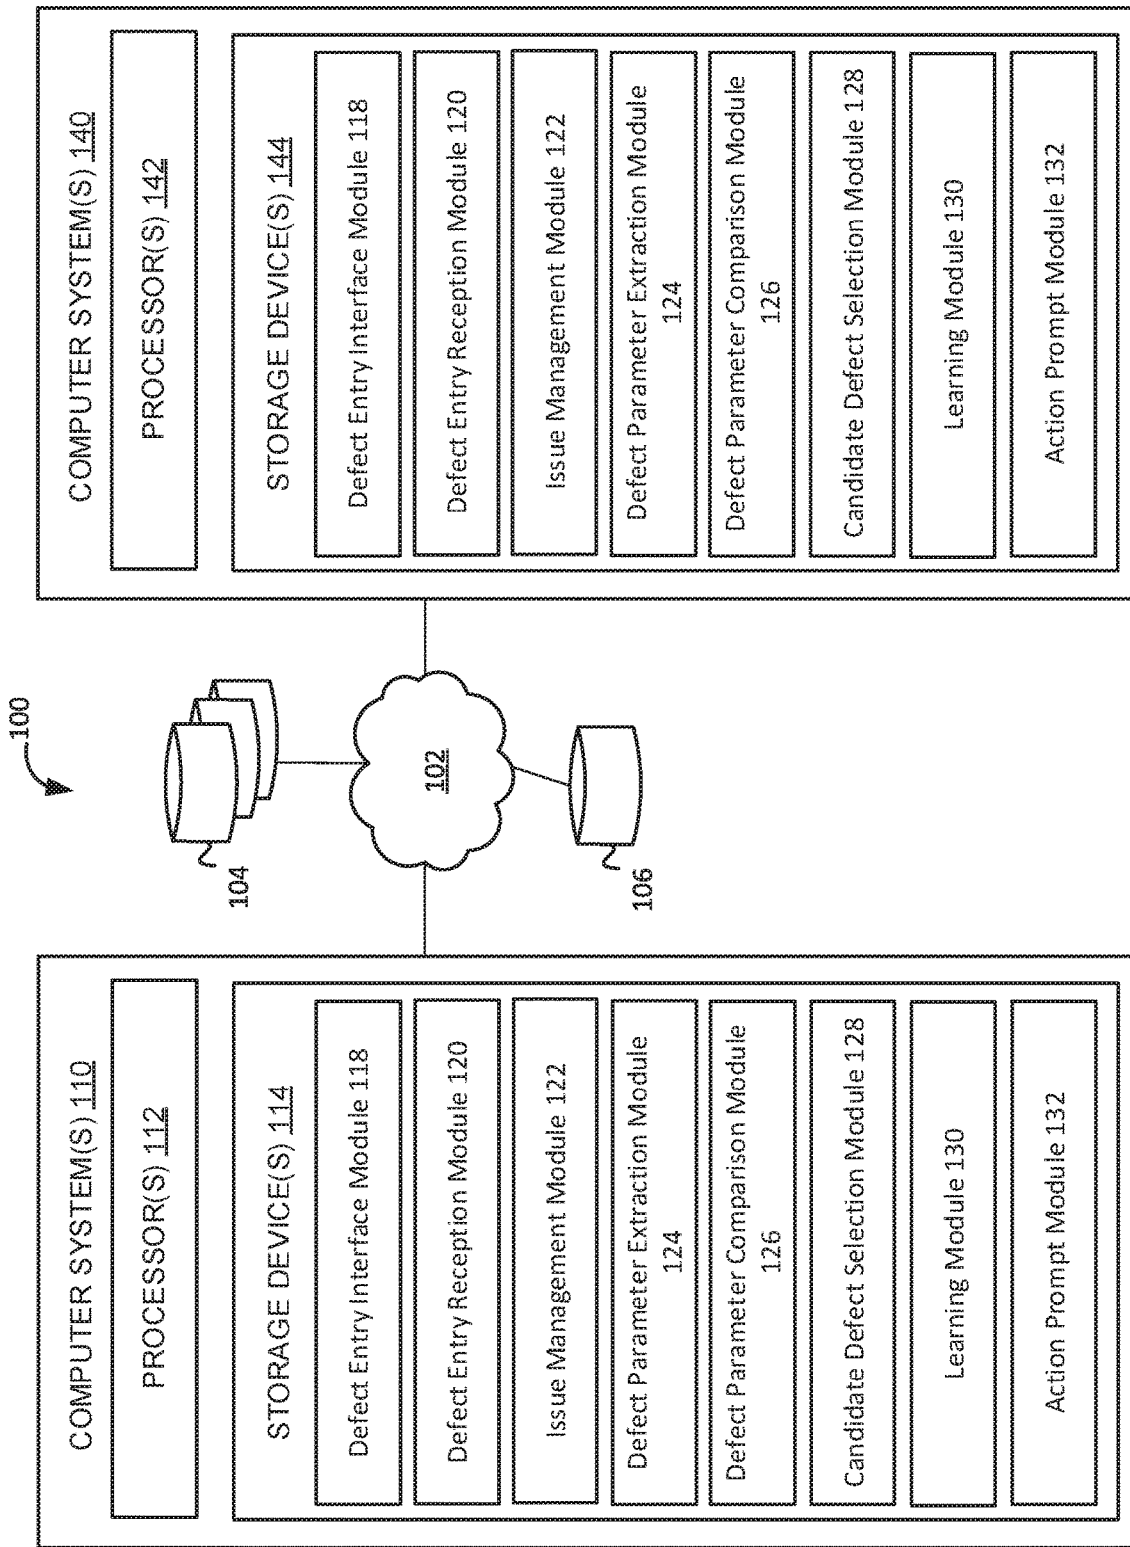 100
COMPUTER SYSTEM(S) 110
PROCESSOR(S) 112
STORAGE DEVICE(S) 114
Defect Entry Interface Module 118
Defect Entry Reception Module 120
Issue Management Module 122
Defect Parameter Extraction Module
124
Defect Parameter Comparison Module
126
Candidate Defect Selection Module 128
Learning Module 130
Action Prompt Module 132
104
102
106
COMPUTER SYSTEM(S) 140
PROCESSOR(S) 142
STORAGE DEVICE(S) 144
Defect Entry Interface Module 118
Defect Entry Reception Module 120
Issue Management Module 122
Defect Parameter Extraction Module
124
Defect Parameter Comparison Module
126
Candidate Defect Selection Module 128
Learning Module 130
Action Prompt Module 132